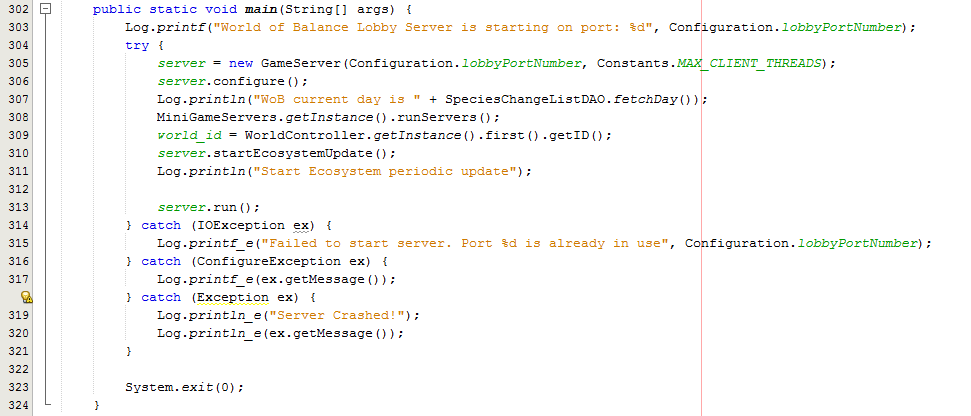 302 public static void main(String[] args) {
303 Log.printf("World of Balance Lobby Server is starting on port: %d", Configuration.lobbyPortNumber);
304 try {
305 server = new GameServer(Configuration.lobbyPortNumber, Constants.MAX_CLIENT_THREADS);
306 server.configure();
307 Log.println("WoB current day is " + SpeciesChangeListDAO.fetchDay());
308 MiniGameServers.getInstance().runServers();
309 world_id = WorldController.getInstance().first().getID();
310 server.startEcosystemUpdate();
311 Log.println("Start Ecosystem periodic update");
312
313 server.run();
314 } catch (IOException ex) {
315 Log.printf_e("Failed to start server. Port %d is already in use", Configuration.lobbyPortNumber);
316 } catch (ConfigureException ex) {
317 Log.printf_e(ex.getMessage());
} catch (Exception ex) {
319 Log.println_e("Server Crashed!");
320 Log.println_e(ex.getMessage());
321 }
322
323 System.exit(0);
324 }